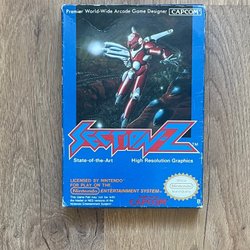 Premier World-Wide Arcade Game Designer
CAPCOM
SECTION-Z
State-of-the-Art
High Resolution Graphics
LICENSED BY NINTENDO
FOR PLAY ON THE
Nintendo
ENTERTAINMENT SYSTEM